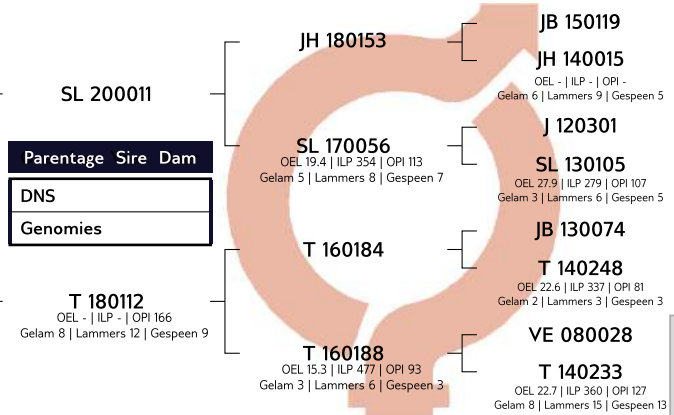 JB 150119
JH 180153
JH 140015
OEL - | ILP - | OPI -
Gelam 6 | Lammers 9 | Gespeen 5
SL 200011
J 120301
SL 170056
OEL 19.4 | ILP 354 | OPI 113
Gelam 5 | Lammers 8 | Gespeen 7
SL 130105
OEL 27.9 | ILP 279 | OPI 107
Gelam 3 | Lammers 6 | Gespeen 5
Parentage Sire Dam
DNS
Genomies
JB 130074
T 160184
T 140248
OEL 22.6 | ILP 337 | OPI 81
Gelam 2 | Lammers 3 | Gespeen 3
T 180112
OEL - | ILP - | OPI 166
Gelam 8 | Lammers 12 | Gespeen 9
VE 080028
T 160188
OEL 15.3 | ILP 477 | OPI 93
Gelam 3 | Lammers 6 | Gespeen 3
T 140233
OEL 22.7 | ILP 360 | OPI 127
Gelam 8 | Lammers 15 | Gespeen 13